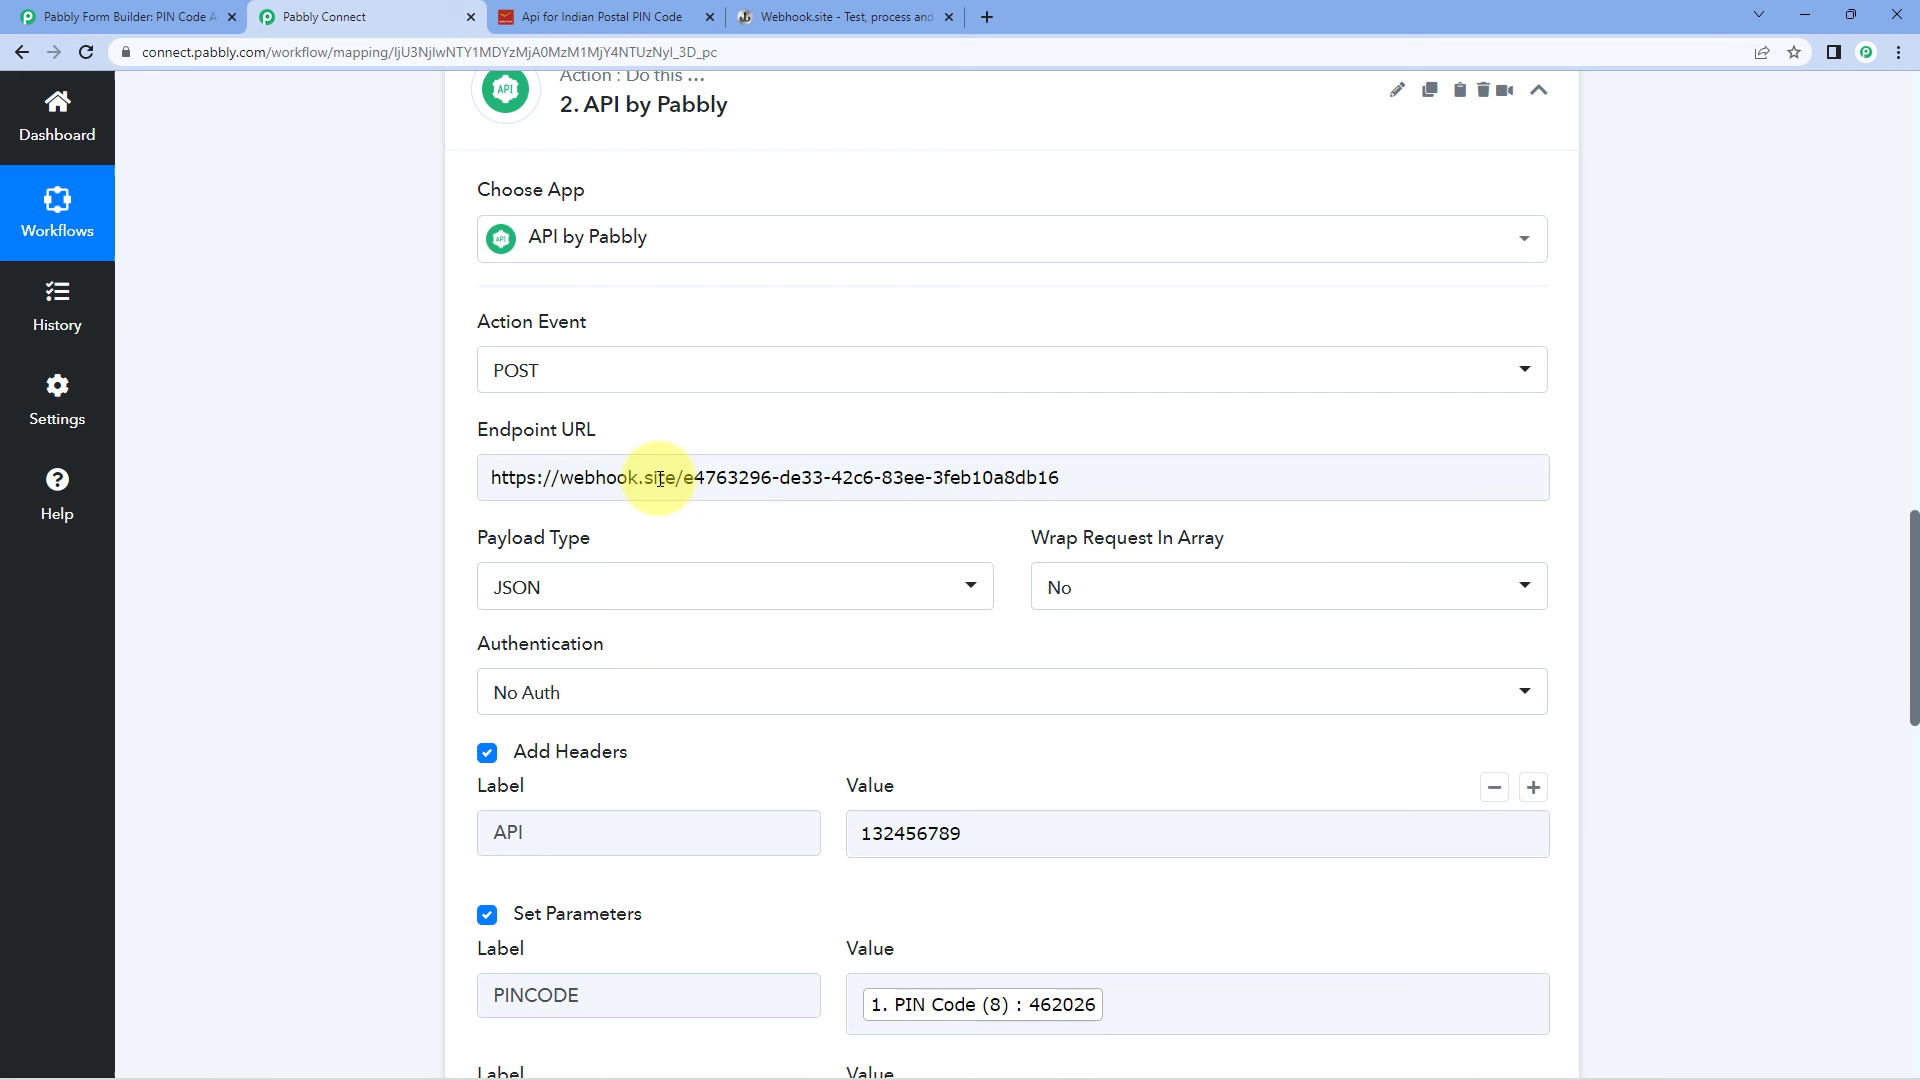 Pabbly Form Builder: PIN Code A
Pabbly Connect
Api for Indian Postal PIN Code
Webhook.site - Test, process and
connect.pabbly.com/workflow/mapping/IjU3NjIwNTY1MDYzMjA0MzM1MjY4NTUzNyI_3D_pc
Dashboard
Workflows
History
Settings
Help
Action : Do this ...
API
2. API by Pabbly
Choose App
API by Pabbly
Action Event
POST
Endpoint URL
https://webhook.site/e4763296-de33-42c6-83ee-3feb10a8db16
Payload Type
Wrap Request In Array
JSON
No
Authentication
No Auth
Add Headers
Label
Value
API
132456789
Set Parameters
Label
Value
PINCODE
1. PIN Code (8) : 462026
Label
Value